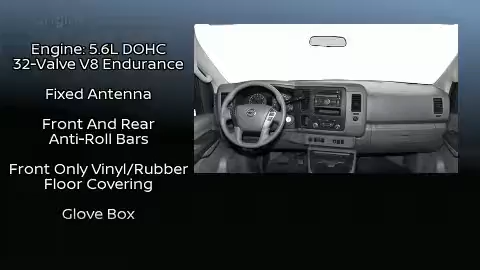 Engine: 5.6L DOHC
32-Valve V8 Endurance
Fixed Antenna
Front And Rear
Anti-Roll Bars
Front Only Vinyl/Rubber
Floor Covering
Glove Box